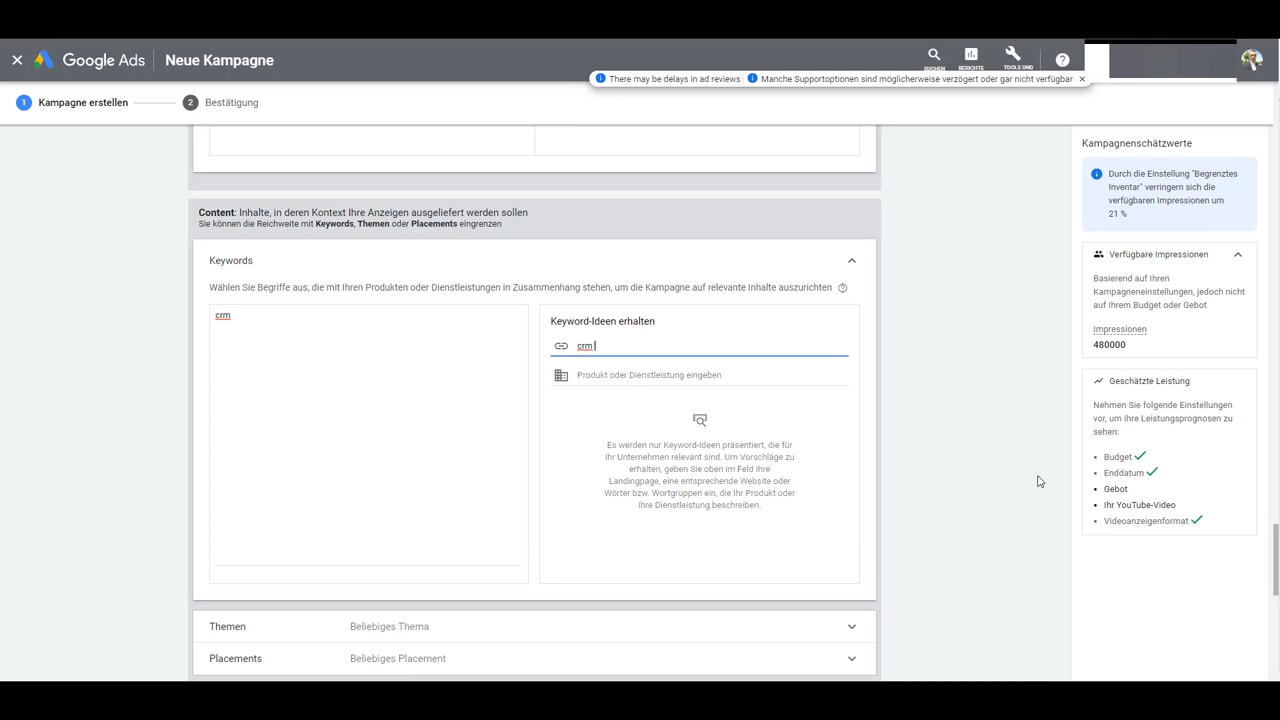 Google Ads
Neue Kampagne
SUCHEN
BERICHTE
TOOLS UND
There may be delays in ad reviews
Manche Supportoptionen sind möglicherweise verzögert oder gar nicht verfügbar
1 Kampagne erstellen
2 Bestätigung
Content: Inhalte, in deren Kontext Ihre Anzeigen ausgeliefert werden sollen
Sie können die Reichweite mit Keywords, Themen oder Placements eingrenzen
Keywords
Wählen Sie Begriffe aus, die mit Ihren Produkten oder Dienstleistungen in Zusammenhang stehen, um die Kampagne auf relevante Inhalte auszurichten
crm
Keyword-Ideen erhalten
crm
Produkt oder Dienstleistung eingeben
Es werden nur Keyword-Ideen präsentiert, die für
Ihr Unternehmen relevant sind. Um Vorschläge zu
erhalten, geben Sie oben im Feld Ihre
Landingpage, eine entsprechende Website oder
Wörter bzw. Wortgruppen ein, die Ihr Produkt oder
Ihre Dienstleistung beschreiben.
Themen
Beliebiges Thema
Placements
Beliebiges Placement
Kampagnenschätzwerte
Durch die Einstellung "Begrenztes
Inventar" verringern sich die
verfügbaren Impressionen um
21 %
Verfügbare Impressionen
Basierend auf Ihren
Kampagneneinstellungen, jedoch nicht
auf Ihrem Budget oder Gebot
Impressionen
480000
Geschätzte Leistung
Nehmen Sie folgende Einstellungen
vor, um Ihre Leistungsprognosen zu
sehen:
Budget
Enddatum
Gebot
Ihr YouTube-Video
Videoanzeigenformat